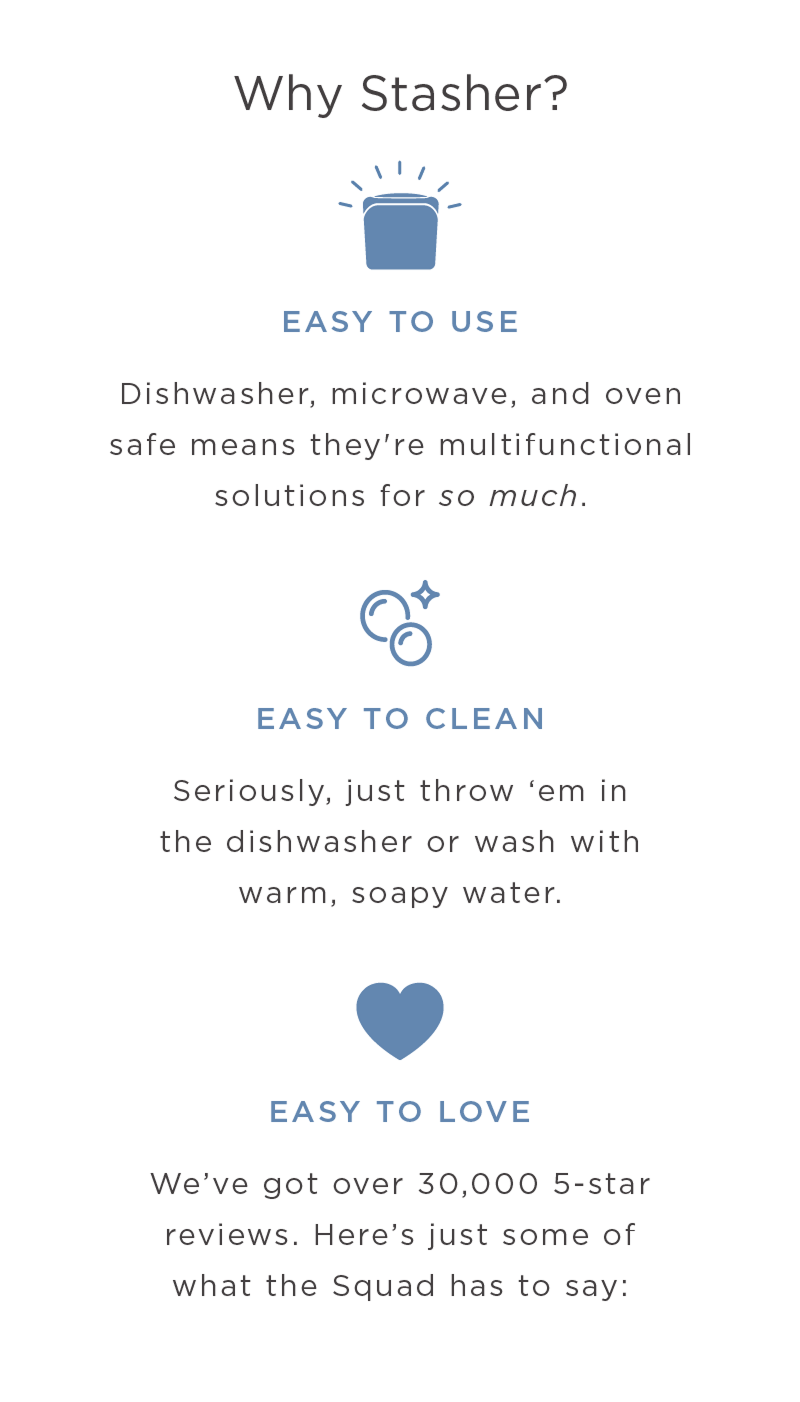 Why Stasher?
EASY TO USE
Dishwasher, microwave, and oven
safe means they're multifunctional
solutions for so much.
EASY TO CLEAN
Seriously, just throw ‘em in
the dishwasher or wash with
warm, soapy water.
EASY TO LOVE
We’ve got over 30,000 5-star
reviews. Here’s just some of
what the Squad has to say: